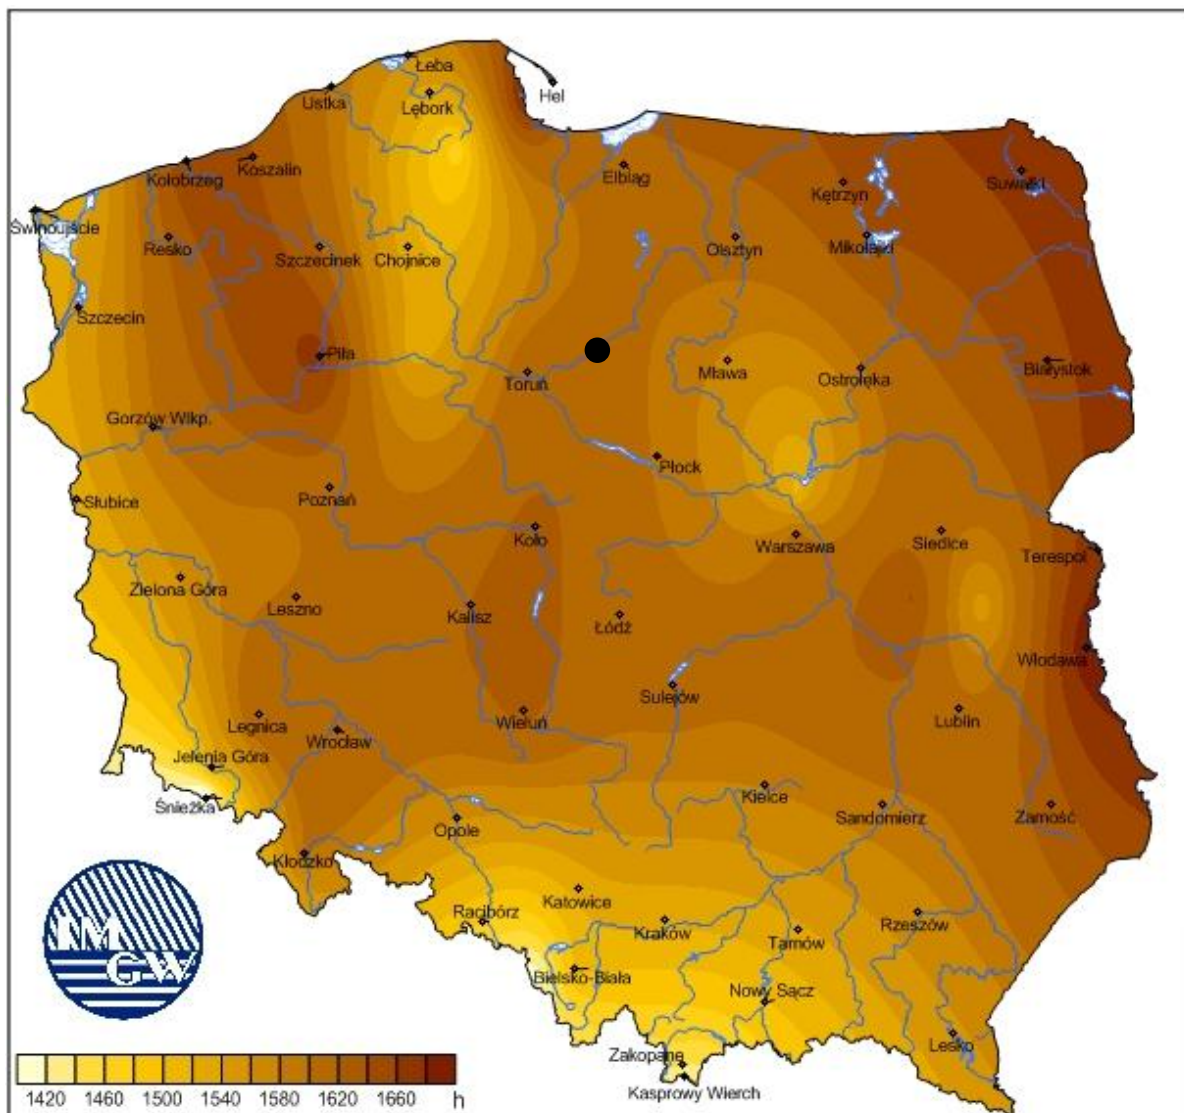 Łeba
Hel
Ustka
Lębork
Koszalin
Kołobrzeg
Elbląg
Suwałki
Kętrzyn
Świnoujście
Resko
Szczecinek
Chojnice
Olsztyn
Mikołajki
Szczecin
Piła
Toruń
Mława
Ostrołęka
Białystok
Gorzów Wlkp.
Płock
Słubice
Poznań
Koło
Warszawa
Siedlce
Terespol
Zielona Góra
Leszno
Kalisz
Łódź
Włodawa
Sulejów
Legnica
Wrocław
Wieluń
Lublin
Jelenia Góra
Śnieżka
Kielce
Opole
Sandomierz
Zamość
Kłodzko
Racibórz
Katowice
Kraków
Tarnów
Rzeszów
IM
GW
Bielsko-Biała
Nowy Sącz
Lesko
Zakopane
Kasprowy Wierch
1420 1460 1500 1540 1580 1620 1660 h